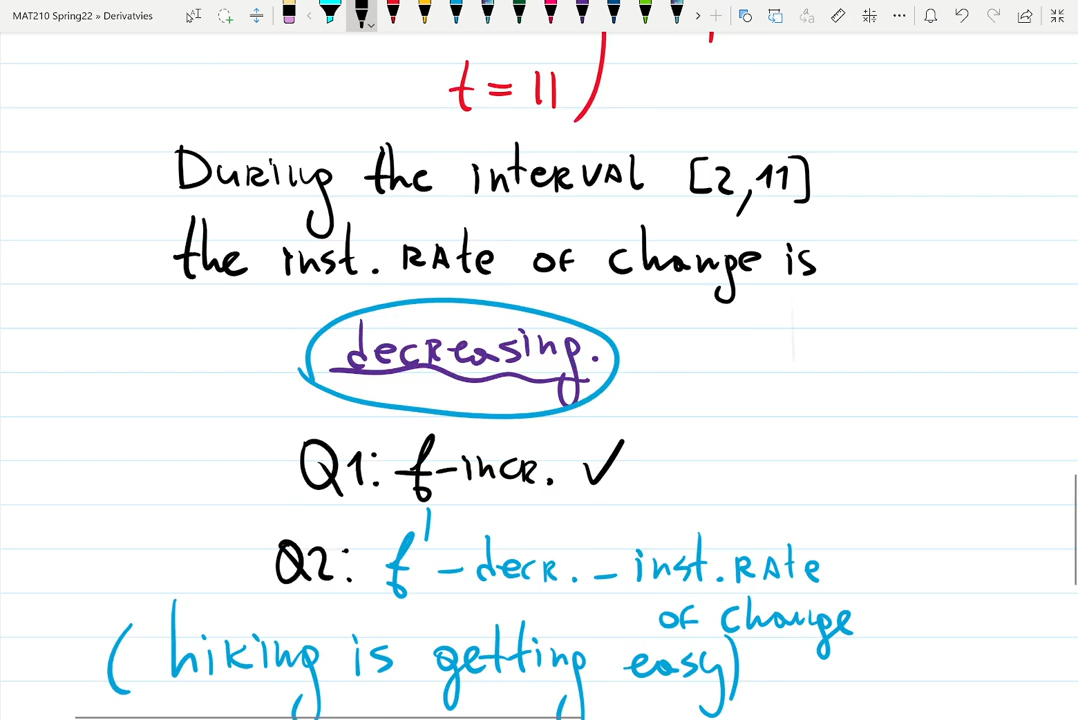 MAT210 Spring22 » Derivatvies
t = 11
During the interval [2,11]
the inst. Rate of change is
decreasing.
Q1: f-incr. ✓
Q2: f' - decr. - inst. Rate
of change
(hiking is getting easy)